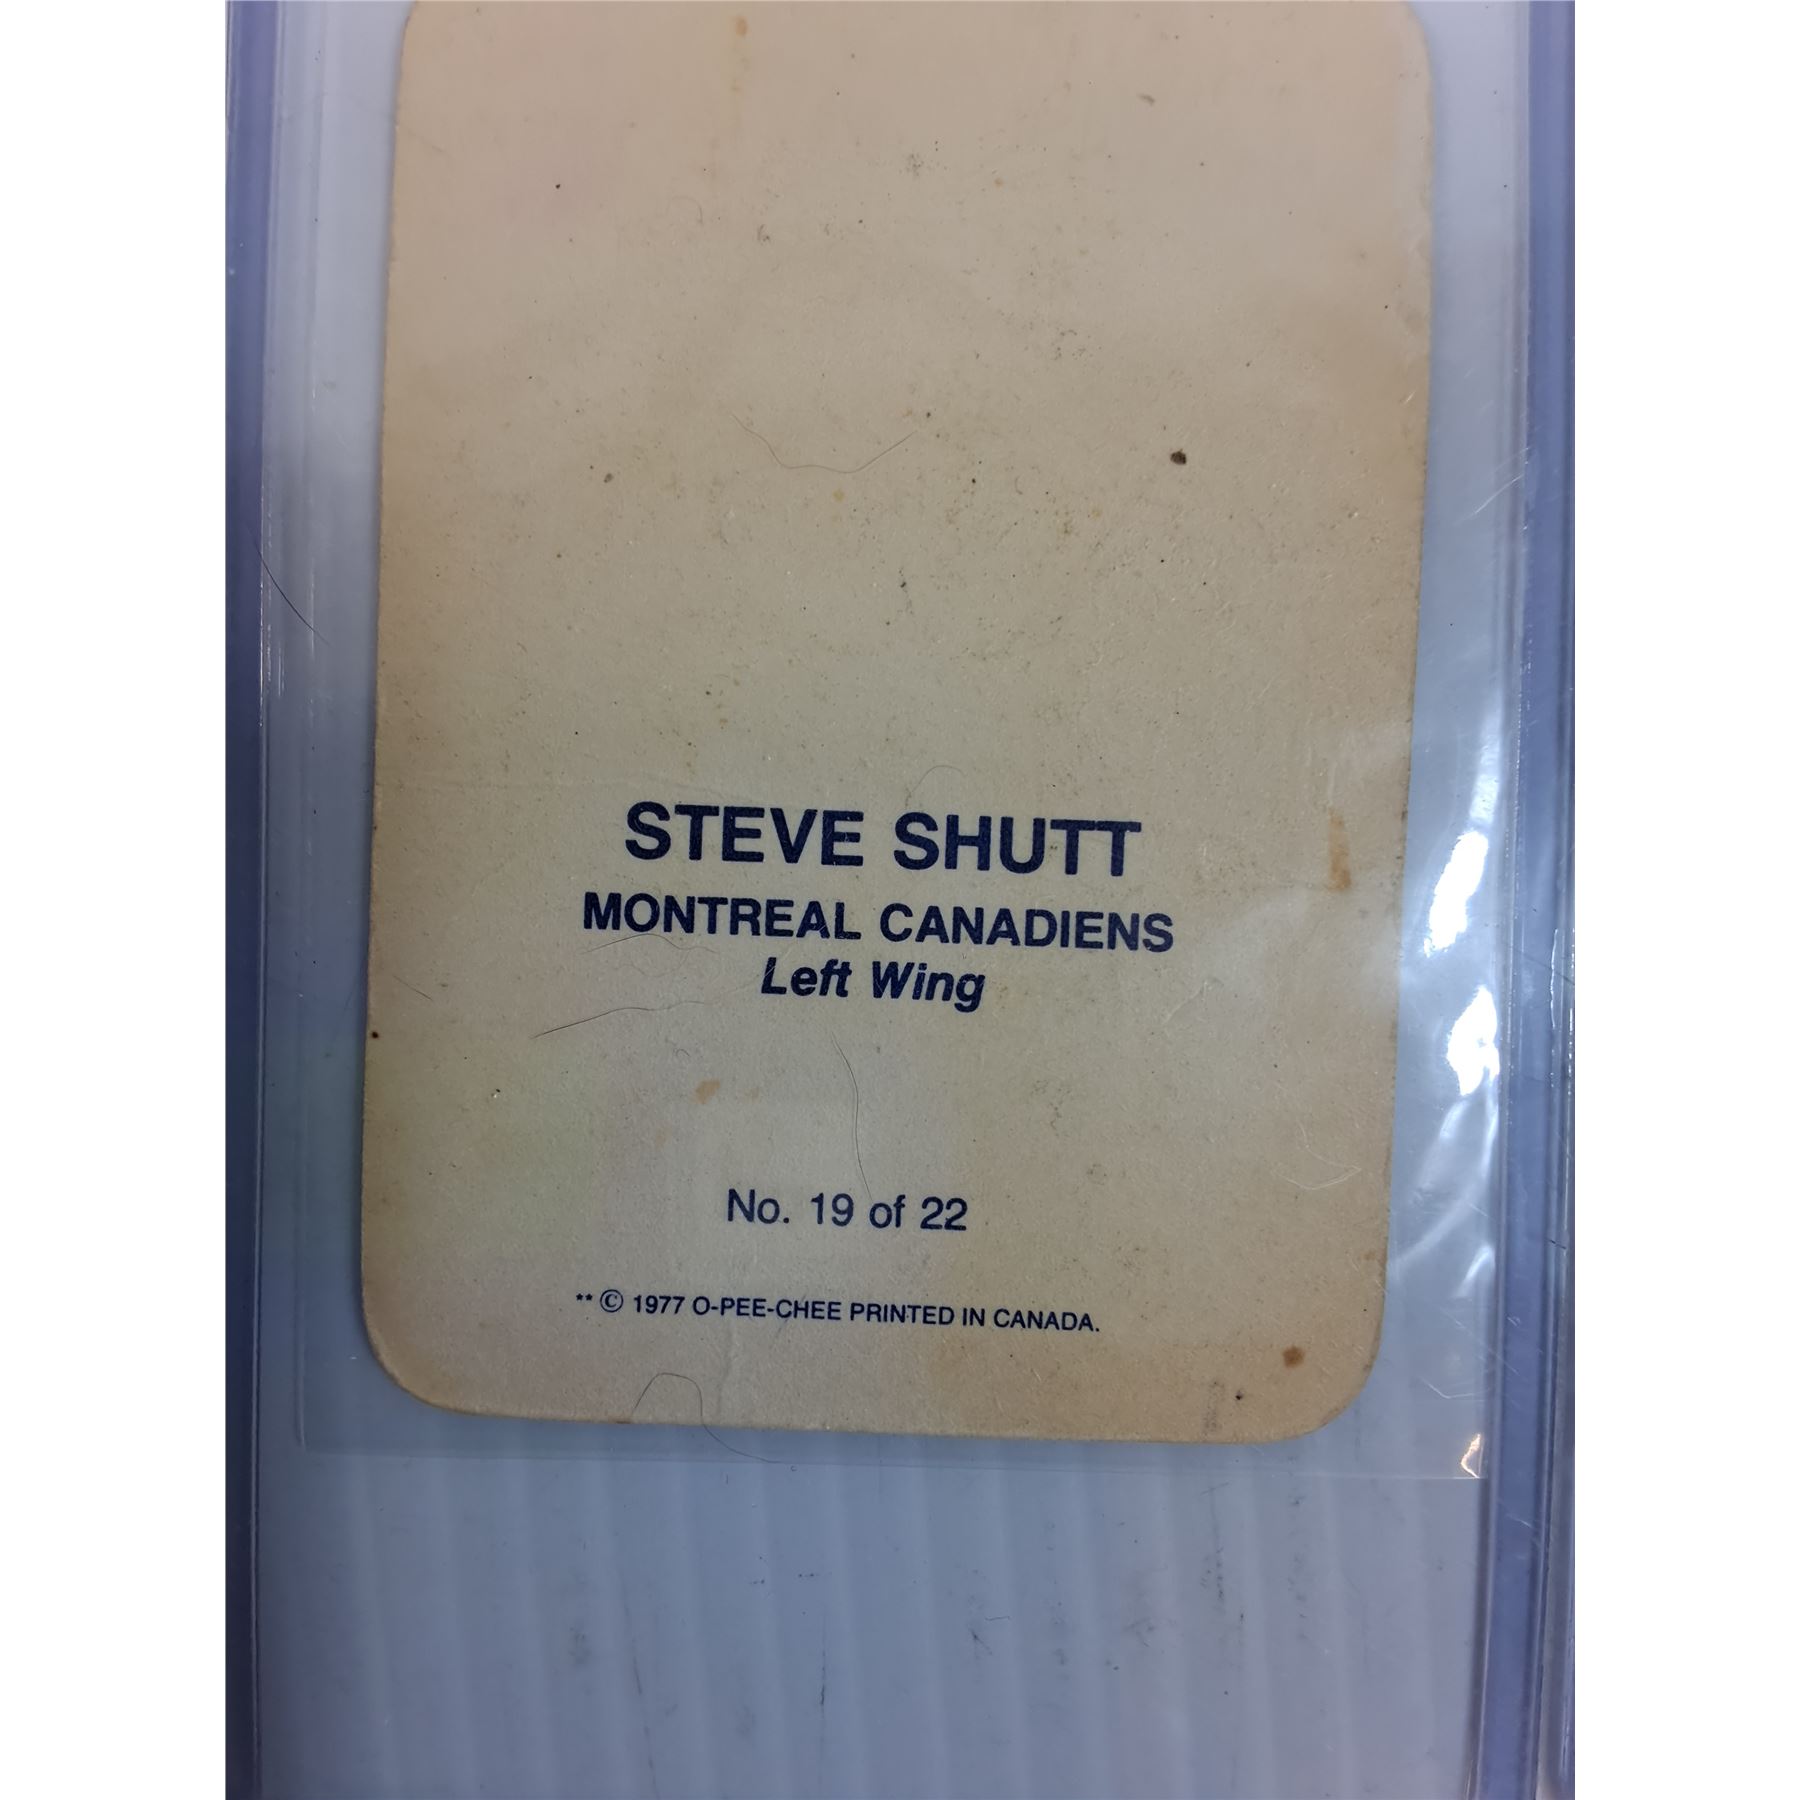 STEVE SHUTT
MONTREAL CANADIENS
Left Wing
No. 19 of 22
** © 1977 O-PEE-CHEE PRINTED IN CANADA.